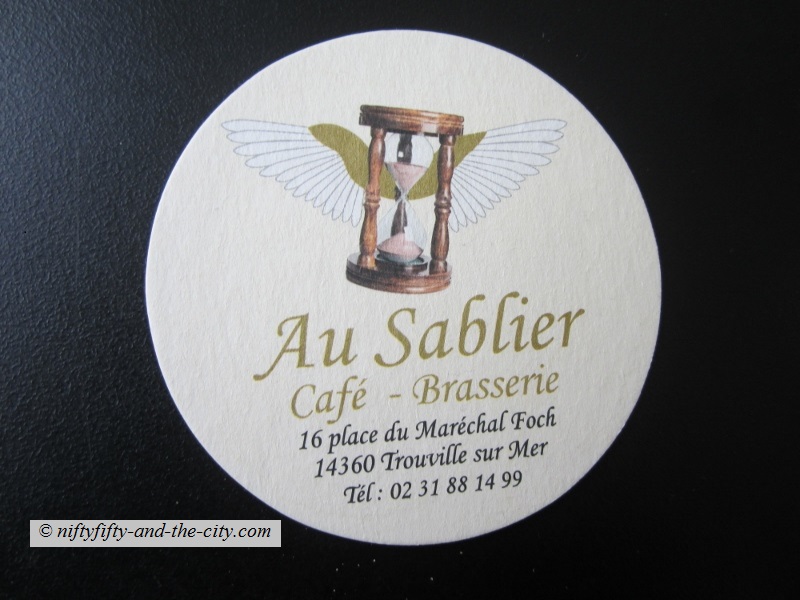 Au Sablier
Café - Brasserie
16 place du Maréchal Foch
14360 Trouville sur Mer
Tél : 02 31 88 14 99
© niftyfifty-and-the-city.com